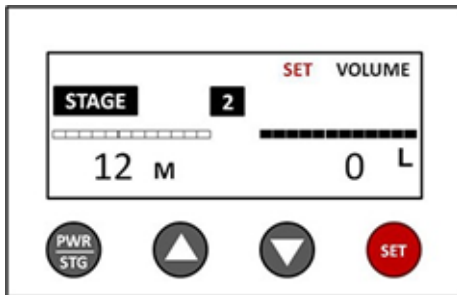 SET VOLUME
STAGE 2
12 M 0 L
PWR
STG
SET